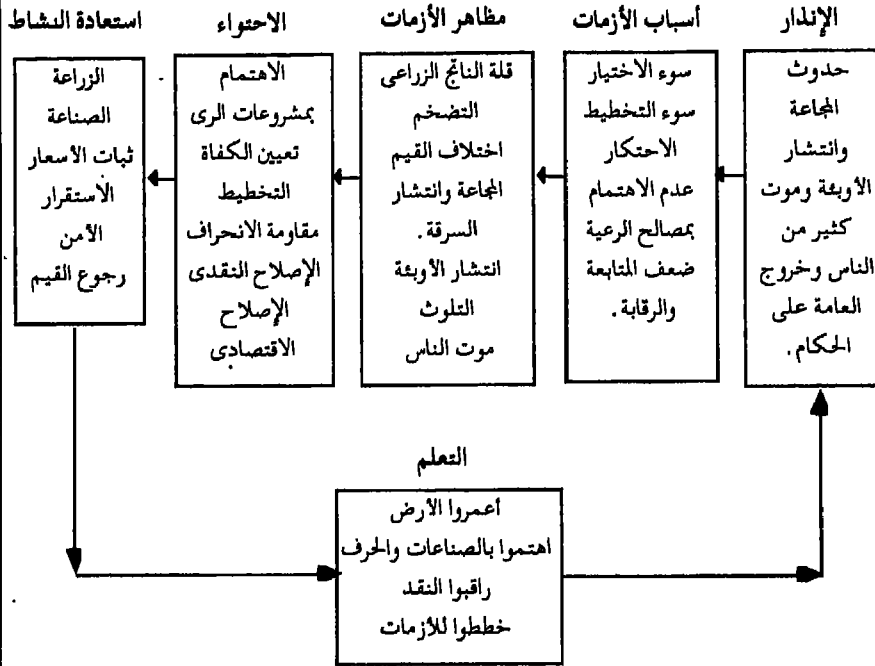 الإنذار
حدوث
المجاعة
وانتشار
الأوبئة وموت
كثير من
الناس وخروج
العامة على
الحكام.
أسباب الأزمات
سوء الاختيار
سوء التخطيط
الاحتكار
عدم الاهتمام
بمصالح الرعية
ضعف المتابعة
والرقابة.
مظاهر الأزمات
قلة الناتج الزراعى
التضخم
اختلاف القيم
المجاعة وانتشار
السرقة.
انتشار الأوبئة
التلوث
موت الناس
الاحتواء
الاهتمام
بمشروعات الرى
تعيين الكفاة
التخطيط
مقاومة الانحراف
الإصلاح النقدى
الإصلاح
الاقتصادى
استعادة النشاط
الزراعة
الصناعة
ثبات الأسعار
الاستقرار
الأمن
رجوع القيم
التعلم
أعمروا الأرض
اهتموا بالصناعات والحرف
راقبوا النقد
خططوا للأزمات